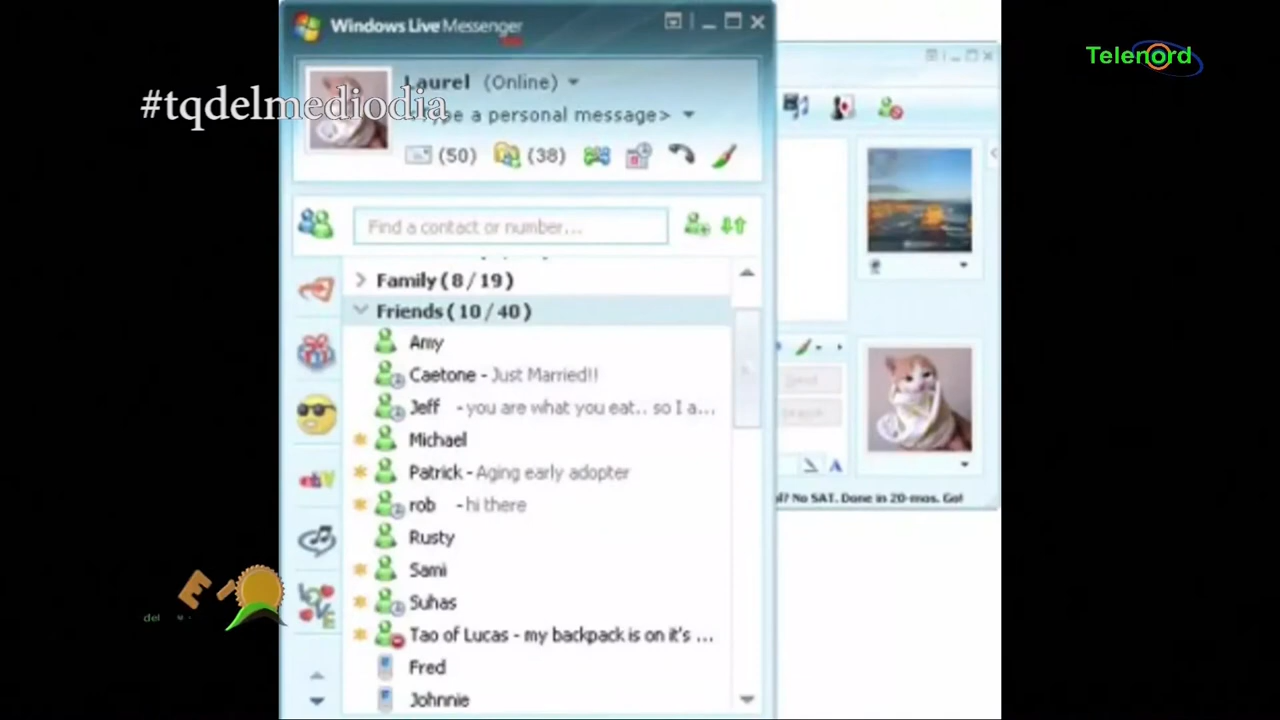 Windows Live Messenger
Telenord
Laurel (Online)
#tqdelmediodia
a personal message>
(50) (38)
Find a contact or number...
Family ( 8 / 19 )
Friends ( 10 / 40 )
Amy
Caetone - Just Married!!
Jeff - you are what you eat.. so I a...
Michael
Patrick - Aging early adopter
rob - hi there
Rusty
Sami
Suhas
Tao of Lucas - my backpack is on it's ...
Fred
Johnnie
Send
Search
No SAT. Done in 20-mos. Go!
E
del